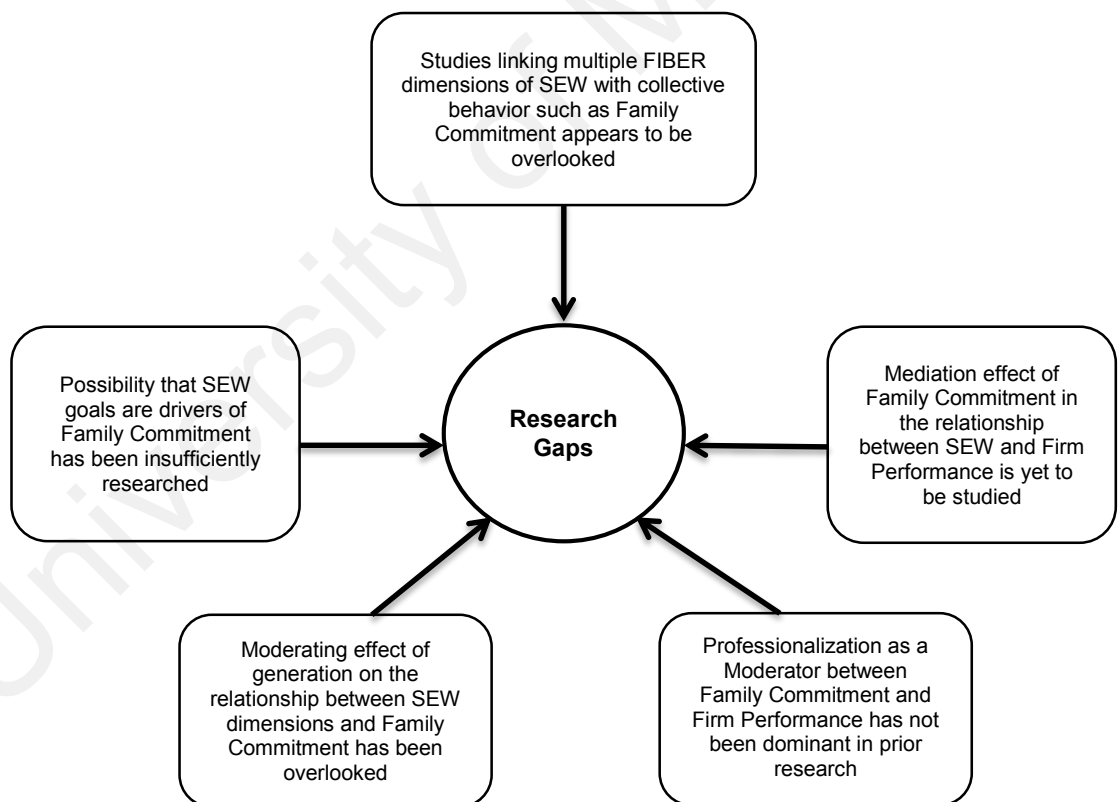 Studies linking multiple FIBER
dimensions of SEW with collective
behavior such as Family
Commitment appears to be
overlooked
Possibility that SEW
goals are drivers of
Family Commitment
has been insufficiently
researched
Research
Gaps
Mediation effect of
Family Commitment in
the relationship
between SEW and Firm
Performance is yet to
be studied
Moderating effect of
generation on the
relationship between SEW
dimensions and Family
Commitment has been
overlooked
Professionalization as a
Moderator between
Family Commitment and
Firm Performance has not
been dominant in prior
research
University of M